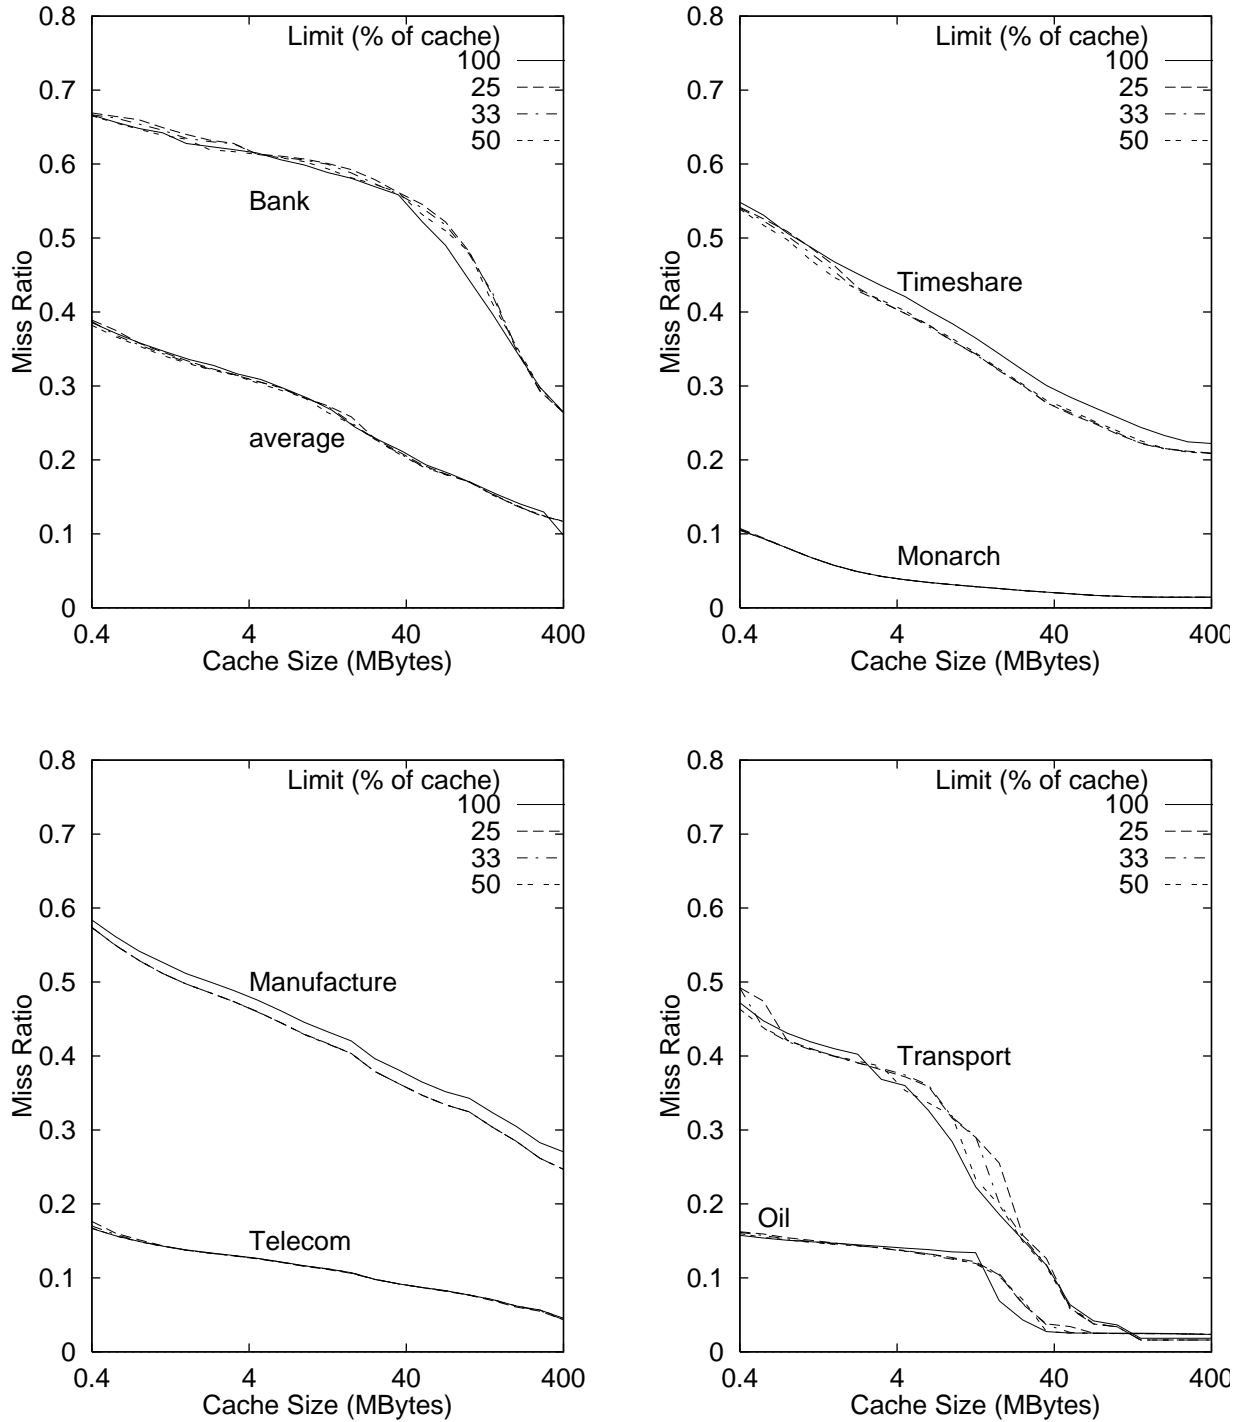 0.8
Limit (% of cache)
100
25
33
50
0.7
0.6
0.5
0.4
0.3
0.2
0.1
0
Miss Ratio
Bank
average
0.4 4 40 400
Cache Size (MBytes)
0.8
Limit (% of cache)
100
25
33
50
0.7
0.6
0.5
0.4
0.3
0.2
0.1
0
Miss Ratio
Timeshare
Monarch
0.4 4 40 400
Cache Size (MBytes)
0.8
Limit (% of cache)
100
25
33
50
0.7
0.6
0.5
0.4
0.3
0.2
0.1
0
Miss Ratio
Manufacture
Telecom
0.4 4 40 400
Cache Size (MBytes)
0.8
Limit (% of cache)
100
25
33
50
0.7
0.6
0.5
0.4
0.3
0.2
0.1
0
Miss Ratio
Transport
Oil
0.4 4 40 400
Cache Size (MBytes)